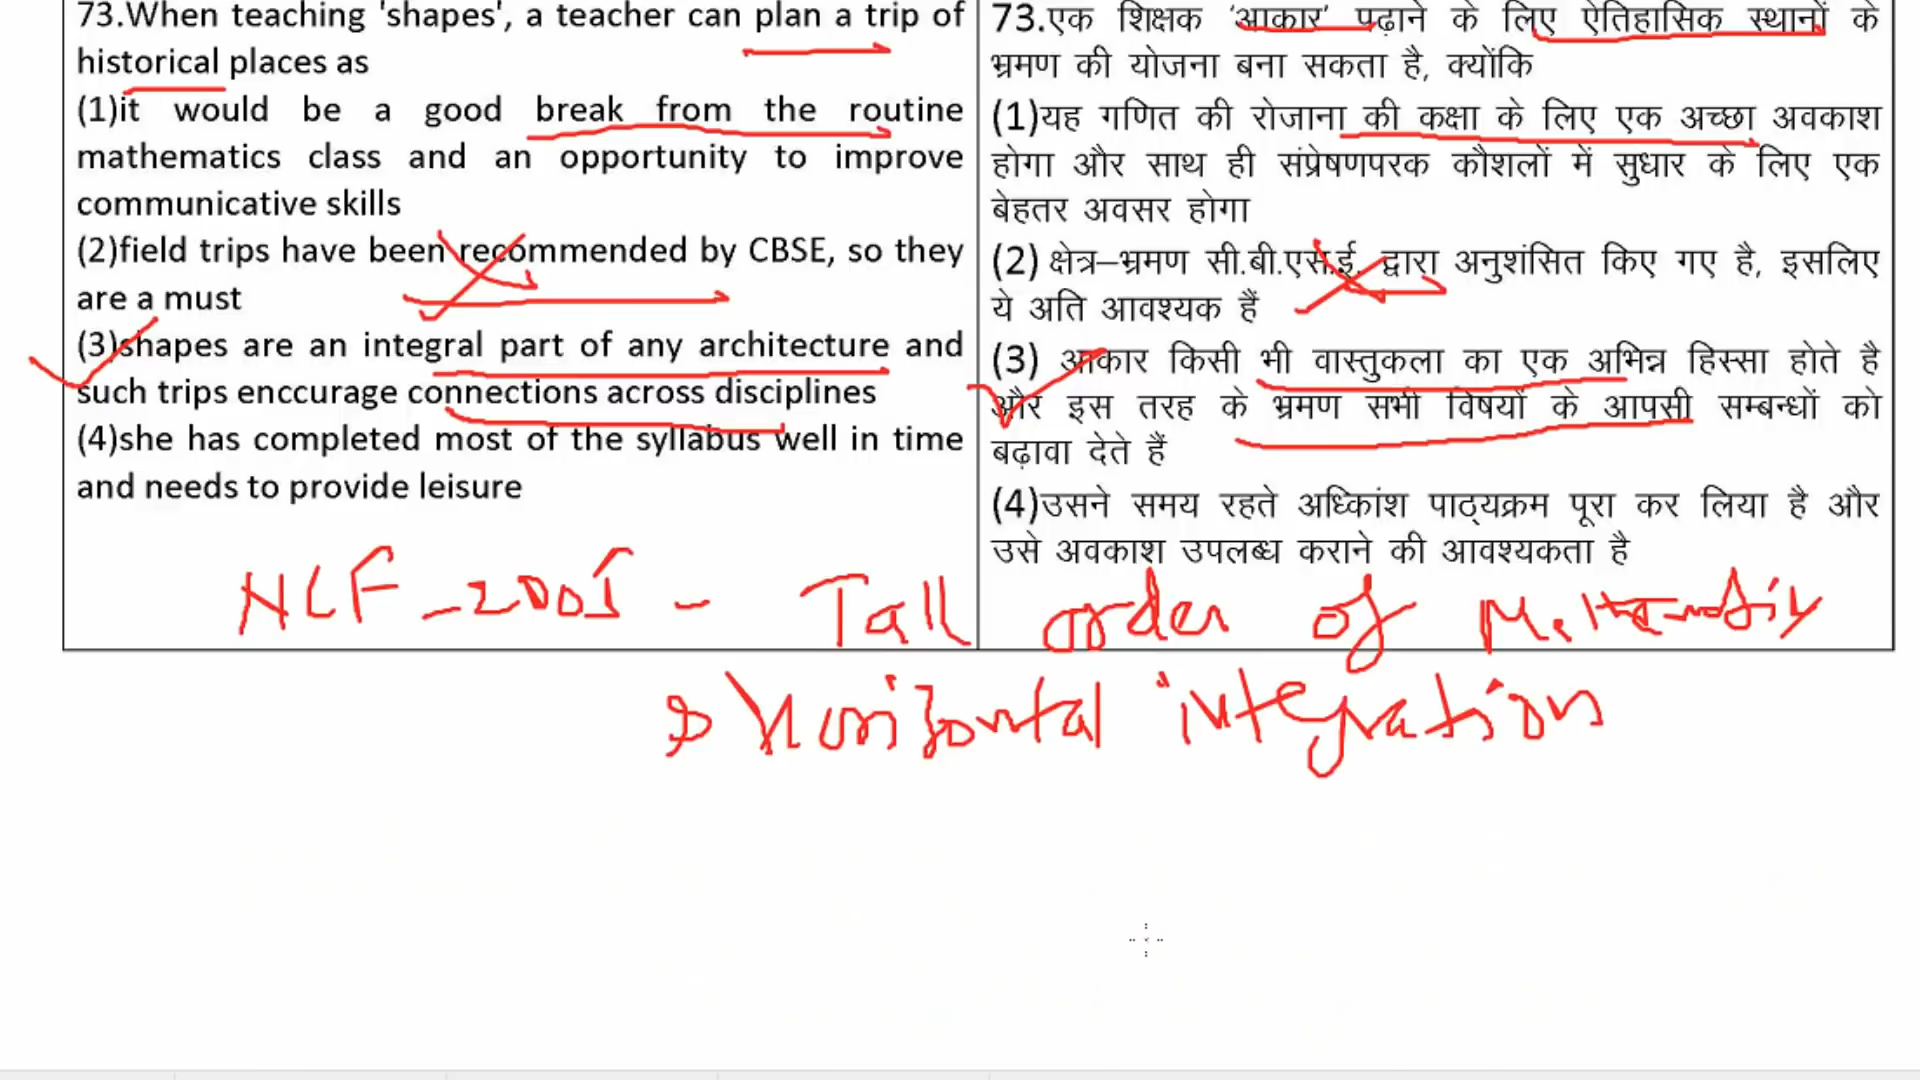 73.When teaching 'shapes', a teacher can plan a trip of
historical places as
(1)it would be a good break from the routine
mathematics class and an opportunity to improve
communicative skills
(2)field trips have been recommended by CBSE, so they
are a must
(3)shapes are an integral part of any architecture and
such trips enccurage connections across disciplines
(4)she has completed most of the syllabus well in time
and needs to provide leisure
73.एक शिक्षक 'आकार' पढ़ाने के लिए ऐतिहासिक स्थानों के
भ्रमण की योजना बना सकता है, क्योंकि
(1)यह गणित की रोजाना की कक्षा के लिए एक अच्छा अवकाश
होगा और साथ ही संप्रेषणपरक कौशलों में सुधार के लिए एक
बेहतर अवसर होगा
(2) क्षेत्र–भ्रमण सी.बी.एस.ई. द्वारा अनुशंसित किए गए है, इसलिए
ये अति आवश्यक हैं
(3) आकार किसी भी वास्तुकला का एक अभिन्न हिस्सा होते है
और इस तरह के भ्रमण सभी विषयों के आपसी सम्बन्धों को
बढ़ावा देते हैं
(4)उसने समय रहते अधिकांश पाठ्यक्रम पूरा कर लिया है और
उसे अवकाश उपलब्ध कराने की आवश्यकता है
NCF - 2005 - Tall order of
Horizontal integration